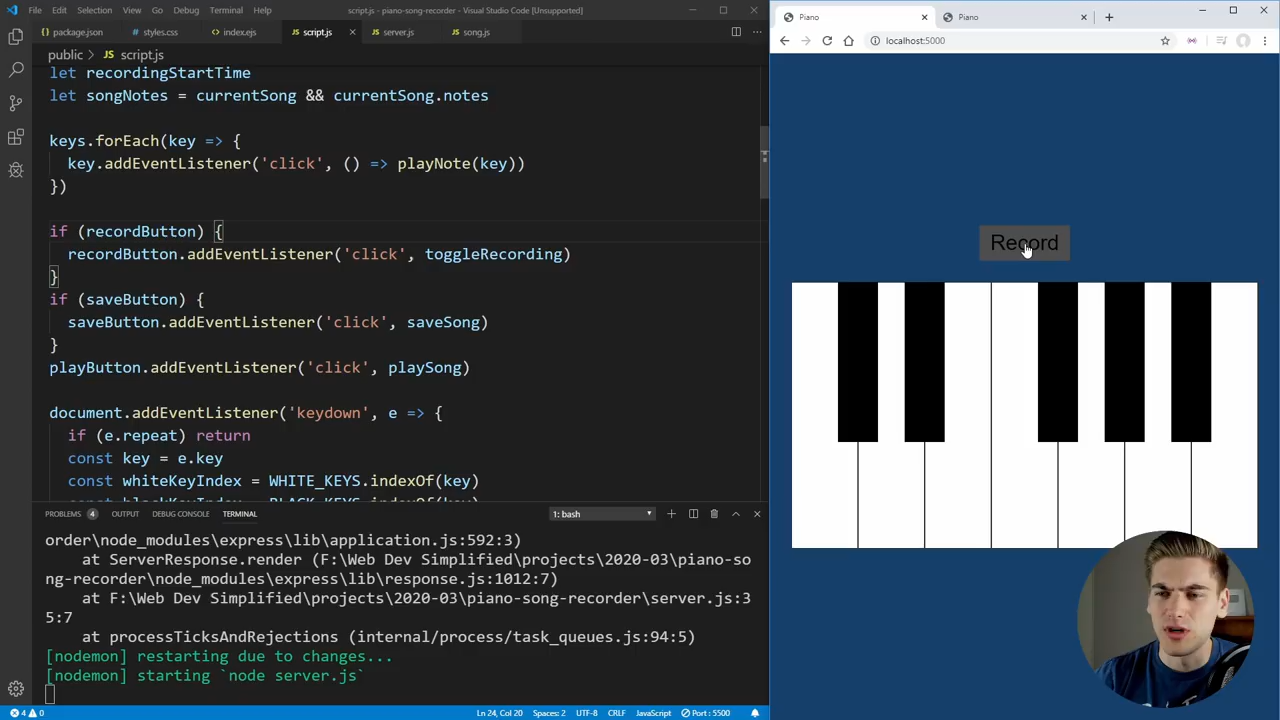 File Edit Selection View Go Debug Terminal Help
script.js - piano-song-recorder - Visual Studio Code [Unsupported]
package.json styles.css index.ejs script.js server.js song.js
public > script.js
let recordingStartTime
let songNotes = currentSong && currentSong.notes
keys.forEach(key => {
key.addEventListener('click', () => playNote(key))
})
if (recordButton) {
recordButton.addEventListener('click', toggleRecording)
}
if (saveButton) {
saveButton.addEventListener('click', saveSong)
}
playButton.addEventListener('click', playSong)
document.addEventListener('keydown', e => {
if (e.repeat) return
const key = e.key
const whiteKeyIndex = WHITE_KEYS.indexOf(key)
const blackKeyIndex = BLACK_KEYS.indexOf(key)
PROBLEMS 4 OUTPUT DEBUG CONSOLE TERMINAL
1: bash
order\node_modules\express\lib\application.js:592:3)
at ServerResponse.render (F:\Web Dev Simplified\projects\2020-03\piano-so
ng-recorder\node_modules\express\lib\response.js:1012:7)
at F:\Web Dev Simplified\projects\2020-03\piano-song-recorder\server.js:3
5:7
at processTicksAndRejections (internal/process/task_queues.js:94:5)
[nodemon] restarting due to changes...
[nodemon] starting `node server.js`
4 0
Ln 24, Col 20 Spaces: 2 UTF-8 CRLF JavaScript Port : 5500
Piano
Piano
localhost:5000
Record